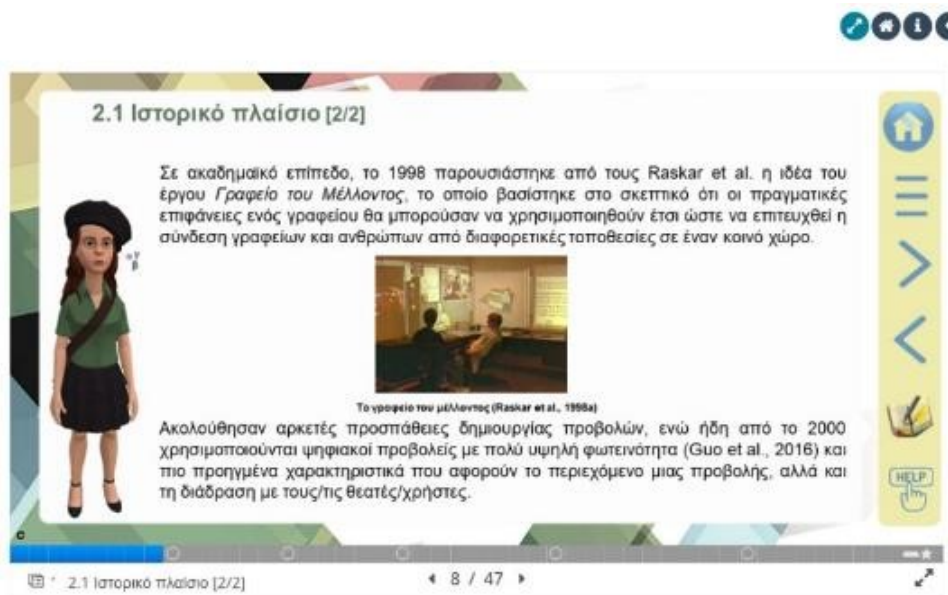 2.1 Ιστορικό πλαίσιο [2/2]
Σε ακαδημαϊκό επίπεδο, το 1998 παρουσιάστηκε από τους Raskar et al. η ιδέα του
έργου Γραφείο του Μέλλοντος, το οποίο βασίστηκε στο σκεπτικό ότι οι πραγματικές
επιφάνειες ενός γραφείου θα μπορούσαν να χρησιμοποιηθούν έτσι ώστε να επιτευχθεί η
σύνδεση γραφείων και ανθρώπων από διαφορετικές τοποθεσίες σε έναν κοινό χώρο.
Το γραφείο του μέλλοντος (Raskar et al., 1998a)
Ακολούθησαν αρκετές προσπάθειες δημιουργίας προβολών, ενώ ήδη από το 2000
χρησιμοποιούνται ψηφιακοί προβολείς με πολύ υψηλή φωτεινότητα (Guo et al., 2016) και
πιο προηγμένα χαρακτηριστικά που αφορούν το περιεχόμενο μιας προβολής, αλλά και
τη διάδραση με τους/τις θεατές/χρήστες.
HELP
2.1 Ιστορικό πλαίσιο [2/2]
8 / 47